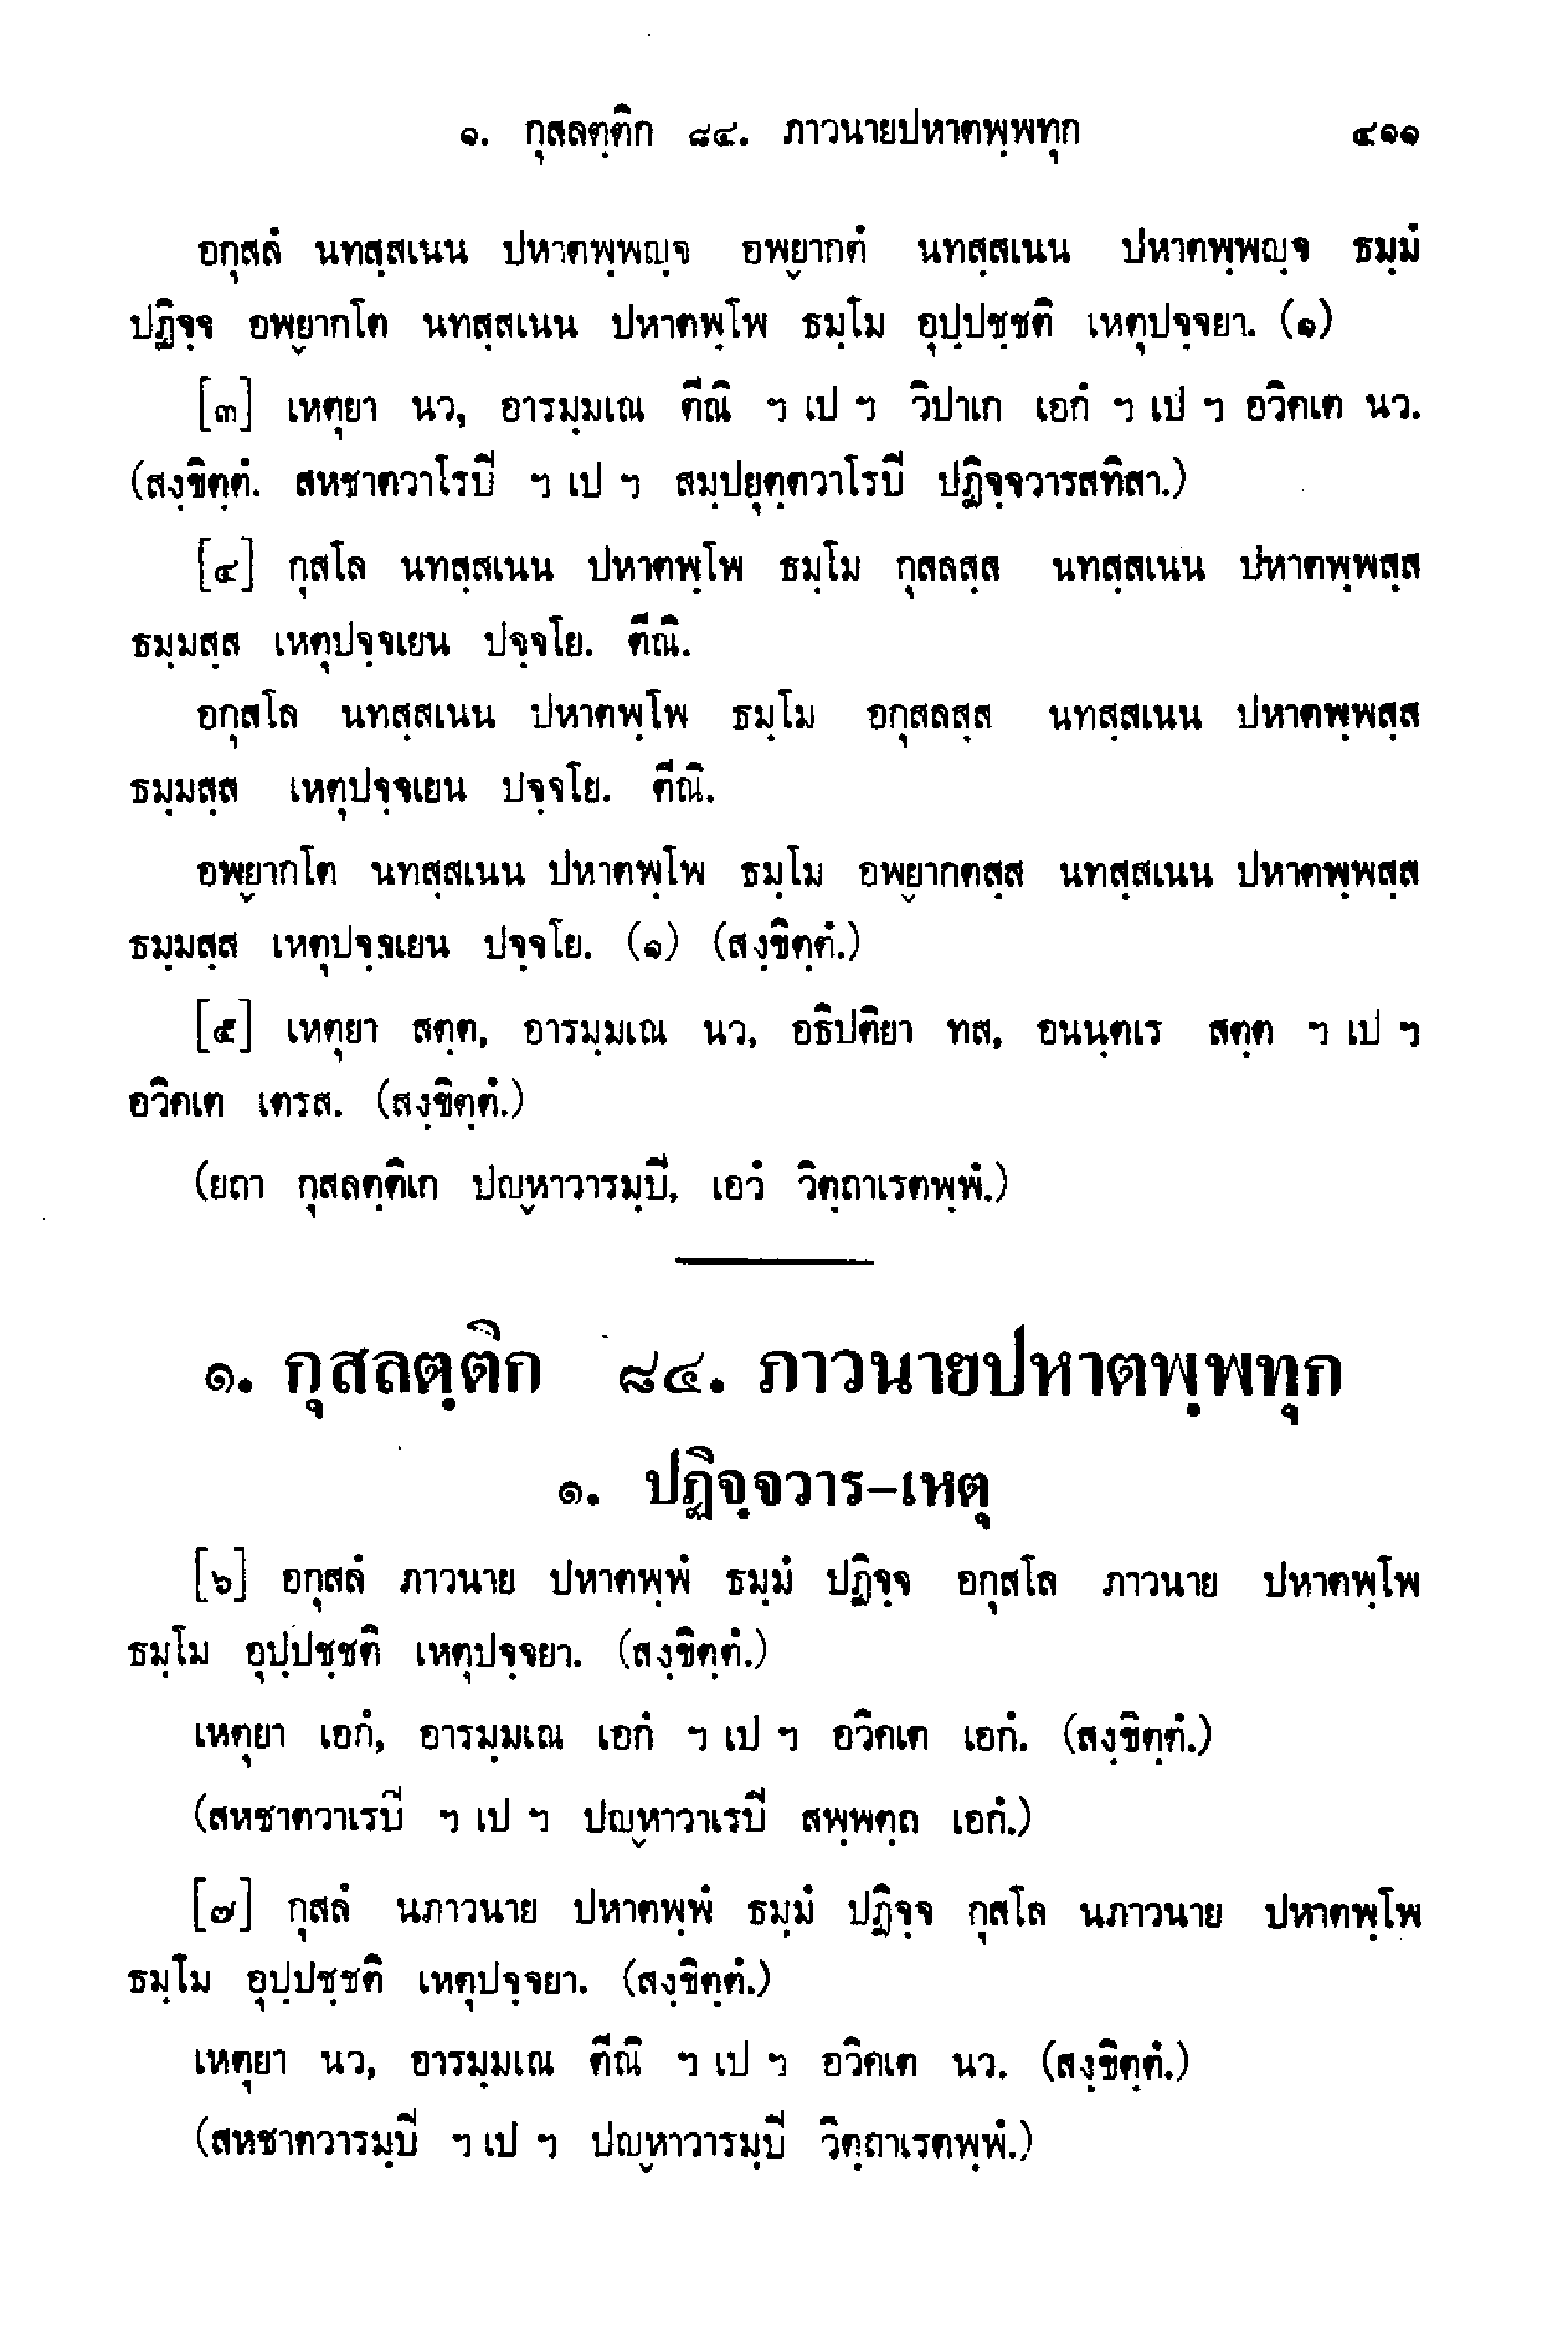 ๑. กุสลตฺติก ๘๔. ภาวนายปหาตพฺพทุก ๔๑๑
อกุสลํ นทสฺสเนน ปหาตพฺพญฺจ อพฺยากตํ นทสฺสเนน ปหาตพฺพญฺจ ธมฺมํ
ปฏิจฺจ อพฺยากโต นทสฺสเนน ปหาตพฺโพ ธมฺโม อุปฺปชฺชติ เหตุปจฺจยา. (๑)
[๓] เหตุยา นว, อารมฺมเณ ตีณิ ฯ เป ฯ วิปาเก เอกํ ฯ เป ฯ อวิคเต นว.
(สงฺขิตฺตํ. สหชาตวาโรปิ ฯ เป ฯ สมฺปยุตฺตวาโรปิ ปฏิจฺจวารสทิสา.)
[๔] กุสโล นทสฺสเนน ปหาตพฺโพ ธมฺโม กุสลสฺส นทสฺสเนน ปหาตพฺพสฺส
ธมฺมสฺส เหตุปจฺจเยน ปจฺจโย. ตีณิ.
อกุสโล นทสฺสเนน ปหาตพฺโพ ธมฺโม อกุสลสฺส นทสฺสเนน ปหาตพฺพสฺส
ธมฺมสฺส เหตุปจฺจเยน ปจฺจโย. ตีณิ.
อพฺยากโต นทสฺสเนน ปหาตพฺโพ ธมฺโม อพฺยากตสฺส นทสฺสเนน ปหาตพฺพสฺส
ธมฺมสฺส เหตุปจฺจเยน ปจฺจโย. (๑) (สงฺขิตฺตํ.)
[๕] เหตุยา สตฺต, อารมฺมเณ นว, อธิปติยา ทส, อนนฺตเร สตฺต ฯ เป ฯ
อวิคเต เตรส. (สงฺขิตฺตํ.)
(ยถา กุสลตฺติเก ปญฺหาวารมฺปิ, เอวํ วิตฺถาเรตพฺพํ.)
๑. กุสลตฺติก ๘๔. ภาวนายปหาตพฺพทุก
๑. ปฏิจฺจวาร-เหตุ
[๖] อกุสลํ ภาวนาย ปหาตพฺพํ ธมฺมํ ปฏิจฺจ อกุสโล ภาวนาย ปหาตพฺโพ
ธมฺโม อุปฺปชฺชติ เหตุปจฺจยา. (สงฺขิตฺตํ.)
เหตุยา เอกํ, อารมฺมเณ เอกํ ฯ เป ฯ อวิคเต เอกํ. (สงฺขิตฺตํ.)
(สหชาตวาเรปิ ฯ เป ฯ ปญฺหาวาเรปิ สพฺพตฺถ เอกํ.)
[๗] กุสลํ นภาวนาย ปหาตพฺพํ ธมฺมํ ปฏิจฺจ กุสโล นภาวนาย ปหาตพฺโพ
ธมฺโม อุปฺปชฺชติ เหตุปจฺจยา. (สงฺขิตฺตํ.)
เหตุยา นว, อารมฺมเณ ตีณิ ฯ เป ฯ อวิคเต นว. (สงฺขิตฺตํ.)
(สหชาตวารมฺปิ ฯ เป ฯ ปญฺหาวารมฺปิ วิตฺถาเรตพฺพํ.)